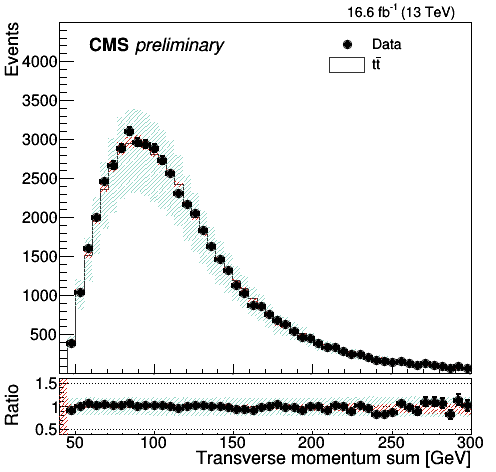 16.6 fb⁻¹ (13 TeV)
Events
CMS preliminary
Data
tt̄
4000
3500
3000
2500
2000
1500
1000
500
Ratio
1.5
1
0.5
50 100 150 200 250 300
Transverse momentum sum [GeV]